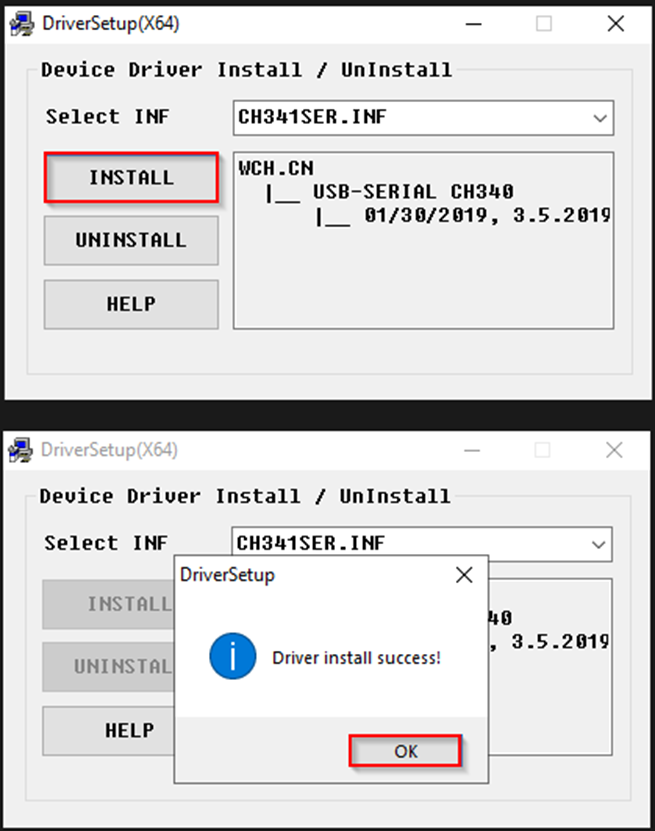 DriverSetup(X64)
Device Driver Install / UnInstall
Select INF
CH341SER.INF
INSTALL
WCH.CN
|__ USB-SERIAL CH340
|__ 01/30/2019, 3.5.2019
UNINSTALL
HELP
DriverSetup(X64)
Device Driver Install / UnInstall
Select INF
CH341SER.INF
DriverSetup
INSTALL
40
, 3.5.2019
Driver install success!
UNINSTAL
HELP
OK